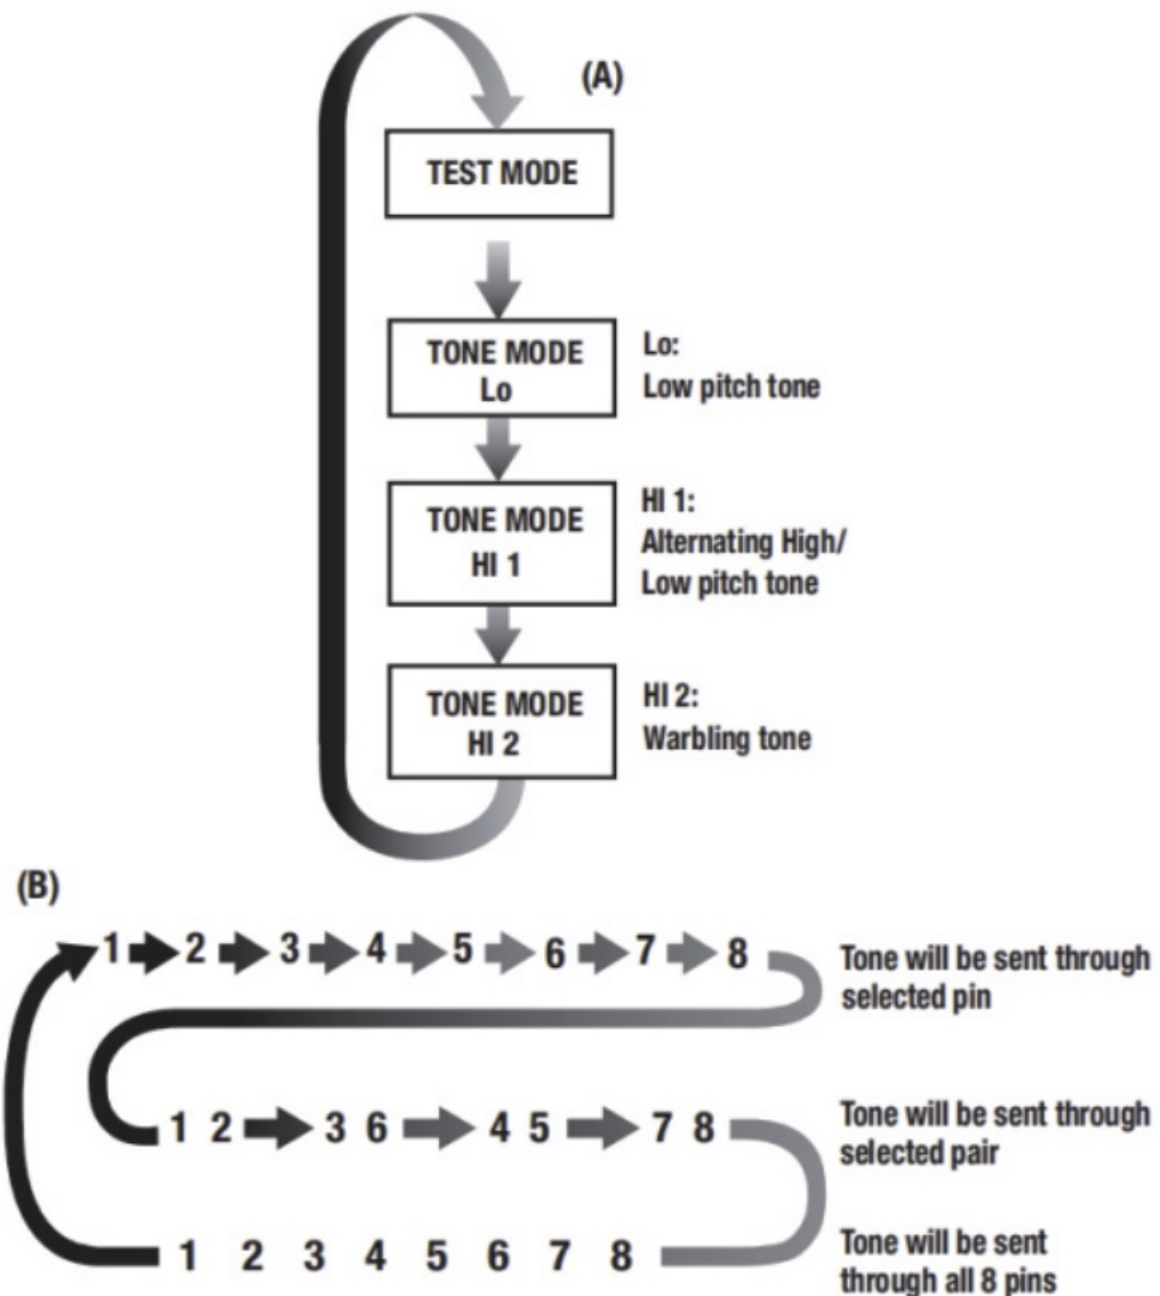 (A)
TEST MODE
TONE MODE
Lo
Lo:
Low pitch tone
TONE MODE
HI 1
HI 1:
Alternating High/
Low pitch tone
TONE MODE
HI 2
HI 2:
Warbling tone
(B)
1 2 3 4 5 6 7 8
Tone will be sent through
selected pin
1 2 3 6 4 5 7 8
Tone will be sent through
selected pair
1 2 3 4 5 6 7 8
Tone will be sent
through all 8 pins